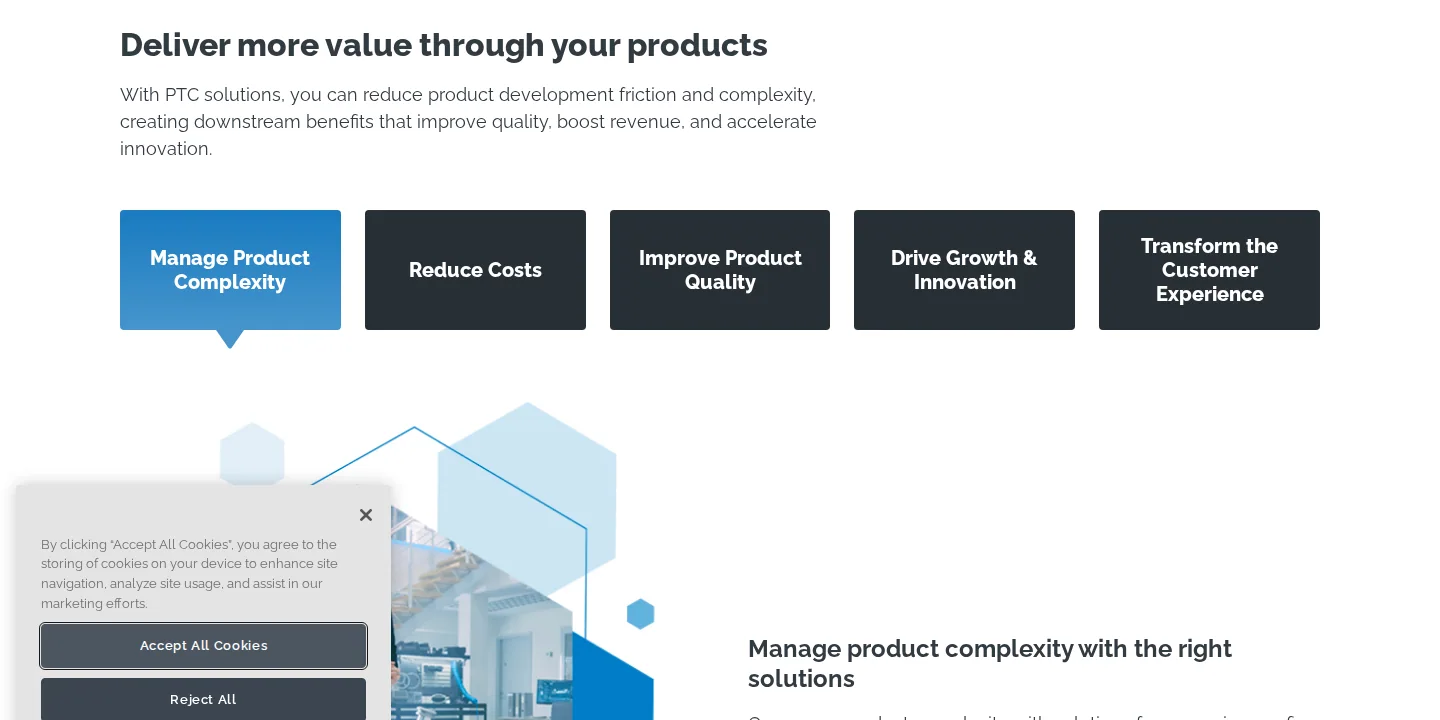 Deliver more value through your products
With PTC solutions, you can reduce product development friction and complexity,
creating downstream benefits that improve quality, boost revenue, and accelerate
innovation.
Manage Product
Complexity
Reduce Costs
Improve Product
Quality
Drive Growth &
Innovation
Transform the
Customer
Experience
By clicking “Accept All Cookies”, you agree to the
storing of cookies on your device to enhance site
navigation, analyze site usage, and assist in our
marketing efforts.
Accept All Cookies
Reject All
Manage product complexity with the right
solutions